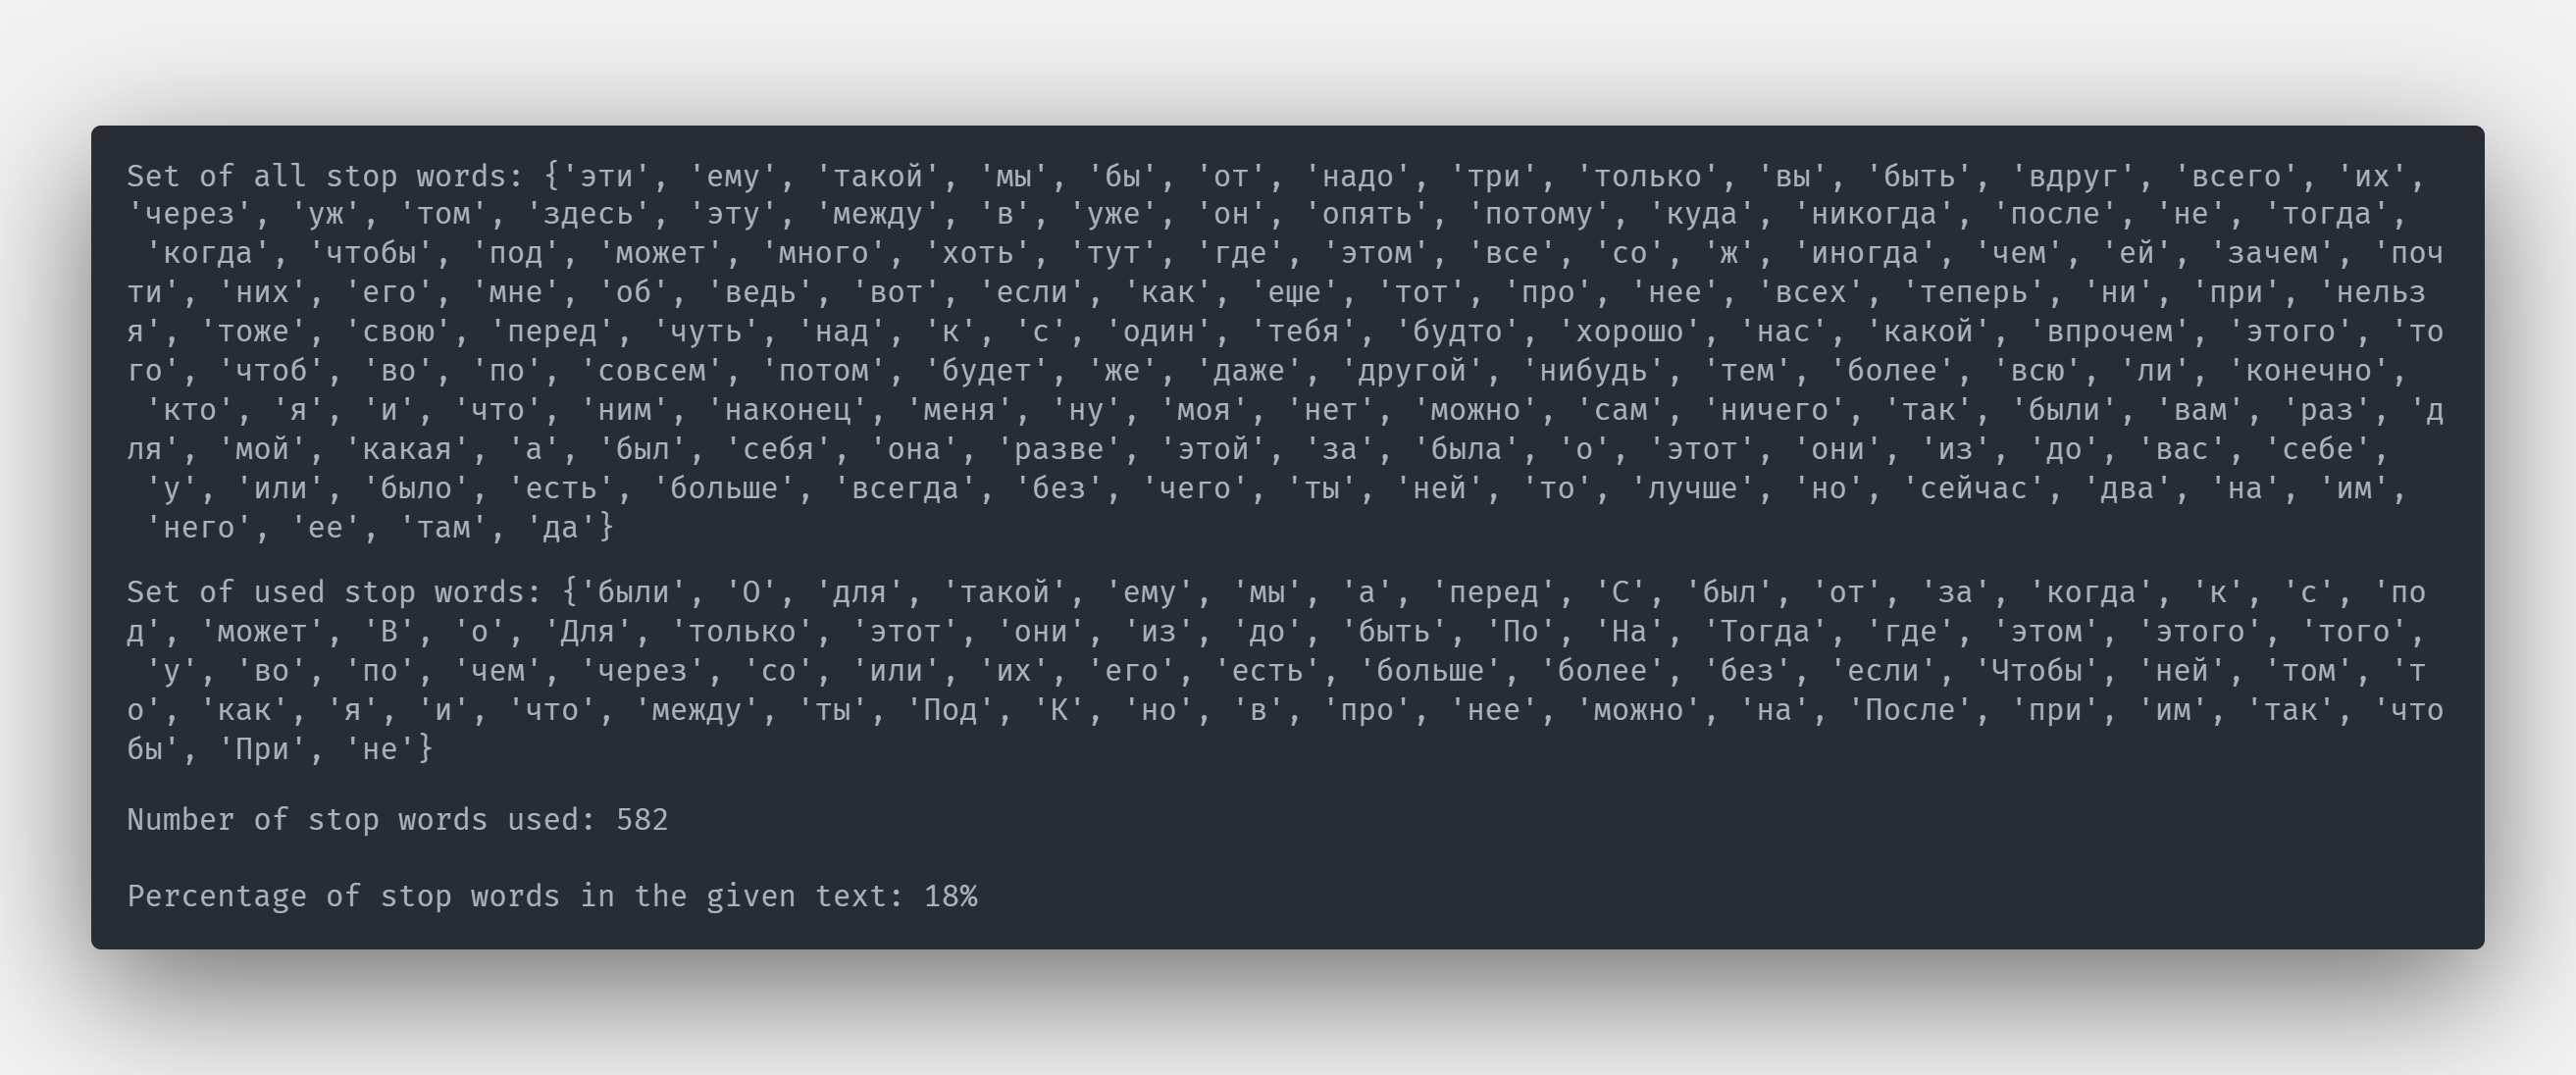 Set of all stop words: {'эти', 'ему', 'такой', 'мы', 'бы', 'от', 'надо', 'три', 'только', 'вы', 'быть', 'вдруг', 'всего', 'их',
'через', 'уж', 'том', 'здесь', 'эту', 'между', 'в', 'уже', 'он', 'опять', 'потому', 'куда', 'никогда', 'после', 'не', 'тогда',
'когда', 'чтобы', 'под', 'может', 'много', 'хоть', 'тут', 'где', 'этом', 'все', 'со', 'ж', 'иногда', 'чем', 'ей', 'зачем', 'поч
ти', 'них', 'его', 'мне', 'об', 'ведь', 'вот', 'если', 'как', 'еще', 'тот', 'про', 'нее', 'всех', 'теперь', 'ни', 'при', 'нельз
я', 'тоже', 'свою', 'перед', 'чуть', 'над', 'к', 'с', 'один', 'тебя', 'будто', 'хорошо', 'нас', 'какой', 'впрочем', 'этого', 'то
го', 'чтоб', 'во', 'по', 'совсем', 'потом', 'будет', 'же', 'даже', 'другой', 'нибудь', 'тем', 'более', 'всю', 'ли', 'конечно',
'кто', 'я', 'и', 'что', 'ним', 'наконец', 'меня', 'ну', 'моя', 'нет', 'можно', 'сам', 'ничего', 'так', 'были', 'вам', 'раз', 'д
ля', 'мой', 'какая', 'а', 'был', 'себя', 'она', 'разве', 'этой', 'за', 'была', 'о', 'этот', 'они', 'из', 'до', 'вас', 'себе',
'у', 'или', 'было', 'есть', 'больше', 'всегда', 'без', 'чего', 'ты', 'ней', 'то', 'лучше', 'но', 'сейчас', 'два', 'на', 'им',
'него', 'ее', 'там', 'да'}
Set of used stop words: {'были', 'О', 'для', 'такой', 'ему', 'мы', 'а', 'перед', 'С', 'был', 'от', 'за', 'когда', 'к', 'с', 'по
д', 'может', 'В', 'о', 'Для', 'только', 'этот', 'они', 'из', 'до', 'быть', 'По', 'На', 'Тогда', 'где', 'этом', 'этого', 'того',
'у', 'во', 'по', 'чем', 'через', 'со', 'или', 'их', 'его', 'есть', 'больше', 'более', 'без', 'если', 'Чтобы', 'ней', 'том', 'т
о', 'как', 'я', 'и', 'что', 'между', 'ты', 'Под', 'К', 'но', 'в', 'про', 'нее', 'можно', 'на', 'После', 'при', 'им', 'так', 'что
бы', 'При', 'не'}
Number of stop words used: 582
Percentage of stop words in the given text: 18%